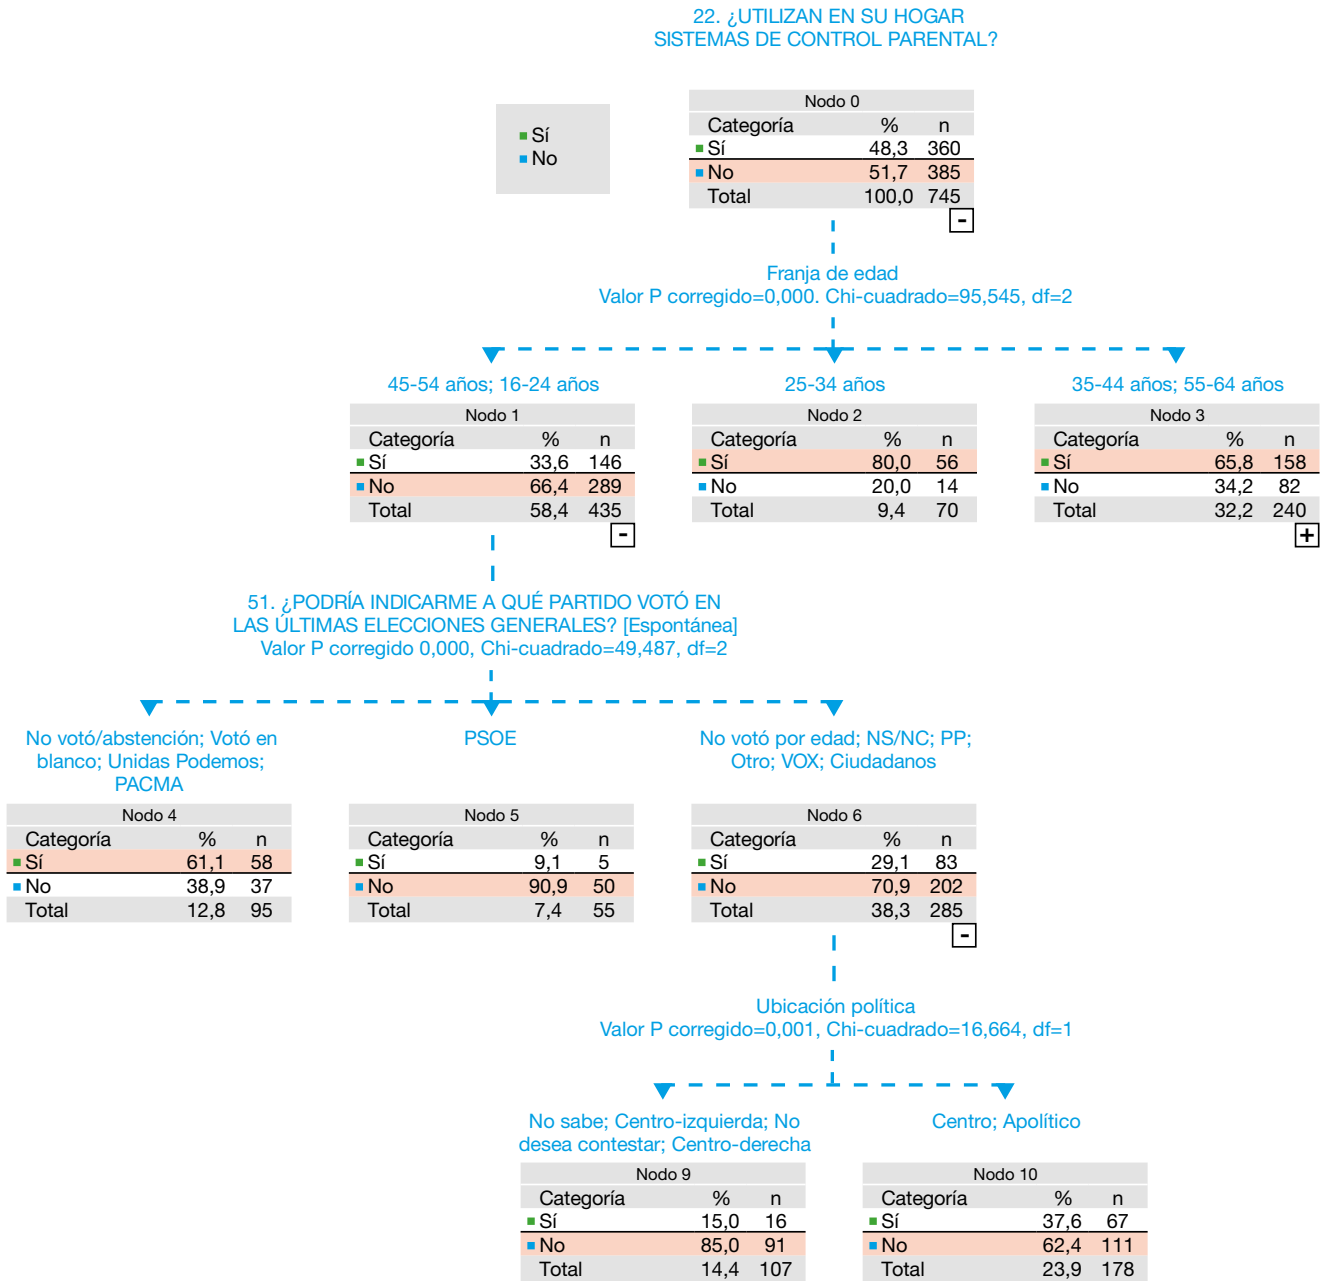 22. ¿UTILIZAN EN SU HOGAR
SISTEMAS DE CONTROL PARENTAL?
Sí
No
Nodo 0
Categoría % n
Sí 48,3 360
No 51,7 385
Total 100,0 745
-
Franja de edad
Valor P corregido=0,000. Chi-cuadrado=95,545, df=2
45-54 años; 16-24 años
Nodo 1
Categoría % n
Sí 33,6 146
No 66,4 289
Total 58,4 435
-
25-34 años
Nodo 2
Categoría % n
Sí 80,0 56
No 20,0 14
Total 9,4 70
35-44 años; 55-64 años
Nodo 3
Categoría % n
Sí 65,8 158
No 34,2 82
Total 32,2 240
+
51. ¿PODRÍA INDICARME A QUÉ PARTIDO VOTÓ EN
LAS ÚLTIMAS ELECCIONES GENERALES? [Espontánea]
Valor P corregido 0,000, Chi-cuadrado=49,487, df=2
No votó/abstención; Votó en
blanco; Unidas Podemos;
PACMA
Nodo 4
Categoría % n
Sí 61,1 58
No 38,9 37
Total 12,8 95
PSOE
Nodo 5
Categoría % n
Sí 9,1 5
No 90,9 50
Total 7,4 55
No votó por edad; NS/NC; PP;
Otro; VOX; Ciudadanos
Nodo 6
Categoría % n
Sí 29,1 83
No 70,9 202
Total 38,3 285
-
Ubicación política
Valor P corregido=0,001, Chi-cuadrado=16,664, df=1
No sabe; Centro-izquierda; No
desea contestar; Centro-derecha
Nodo 9
Categoría % n
Sí 15,0 16
No 85,0 91
Total 14,4 107
Centro; Apolítico
Nodo 10
Categoría % n
Sí 37,6 67
No 62,4 111
Total 23,9 178